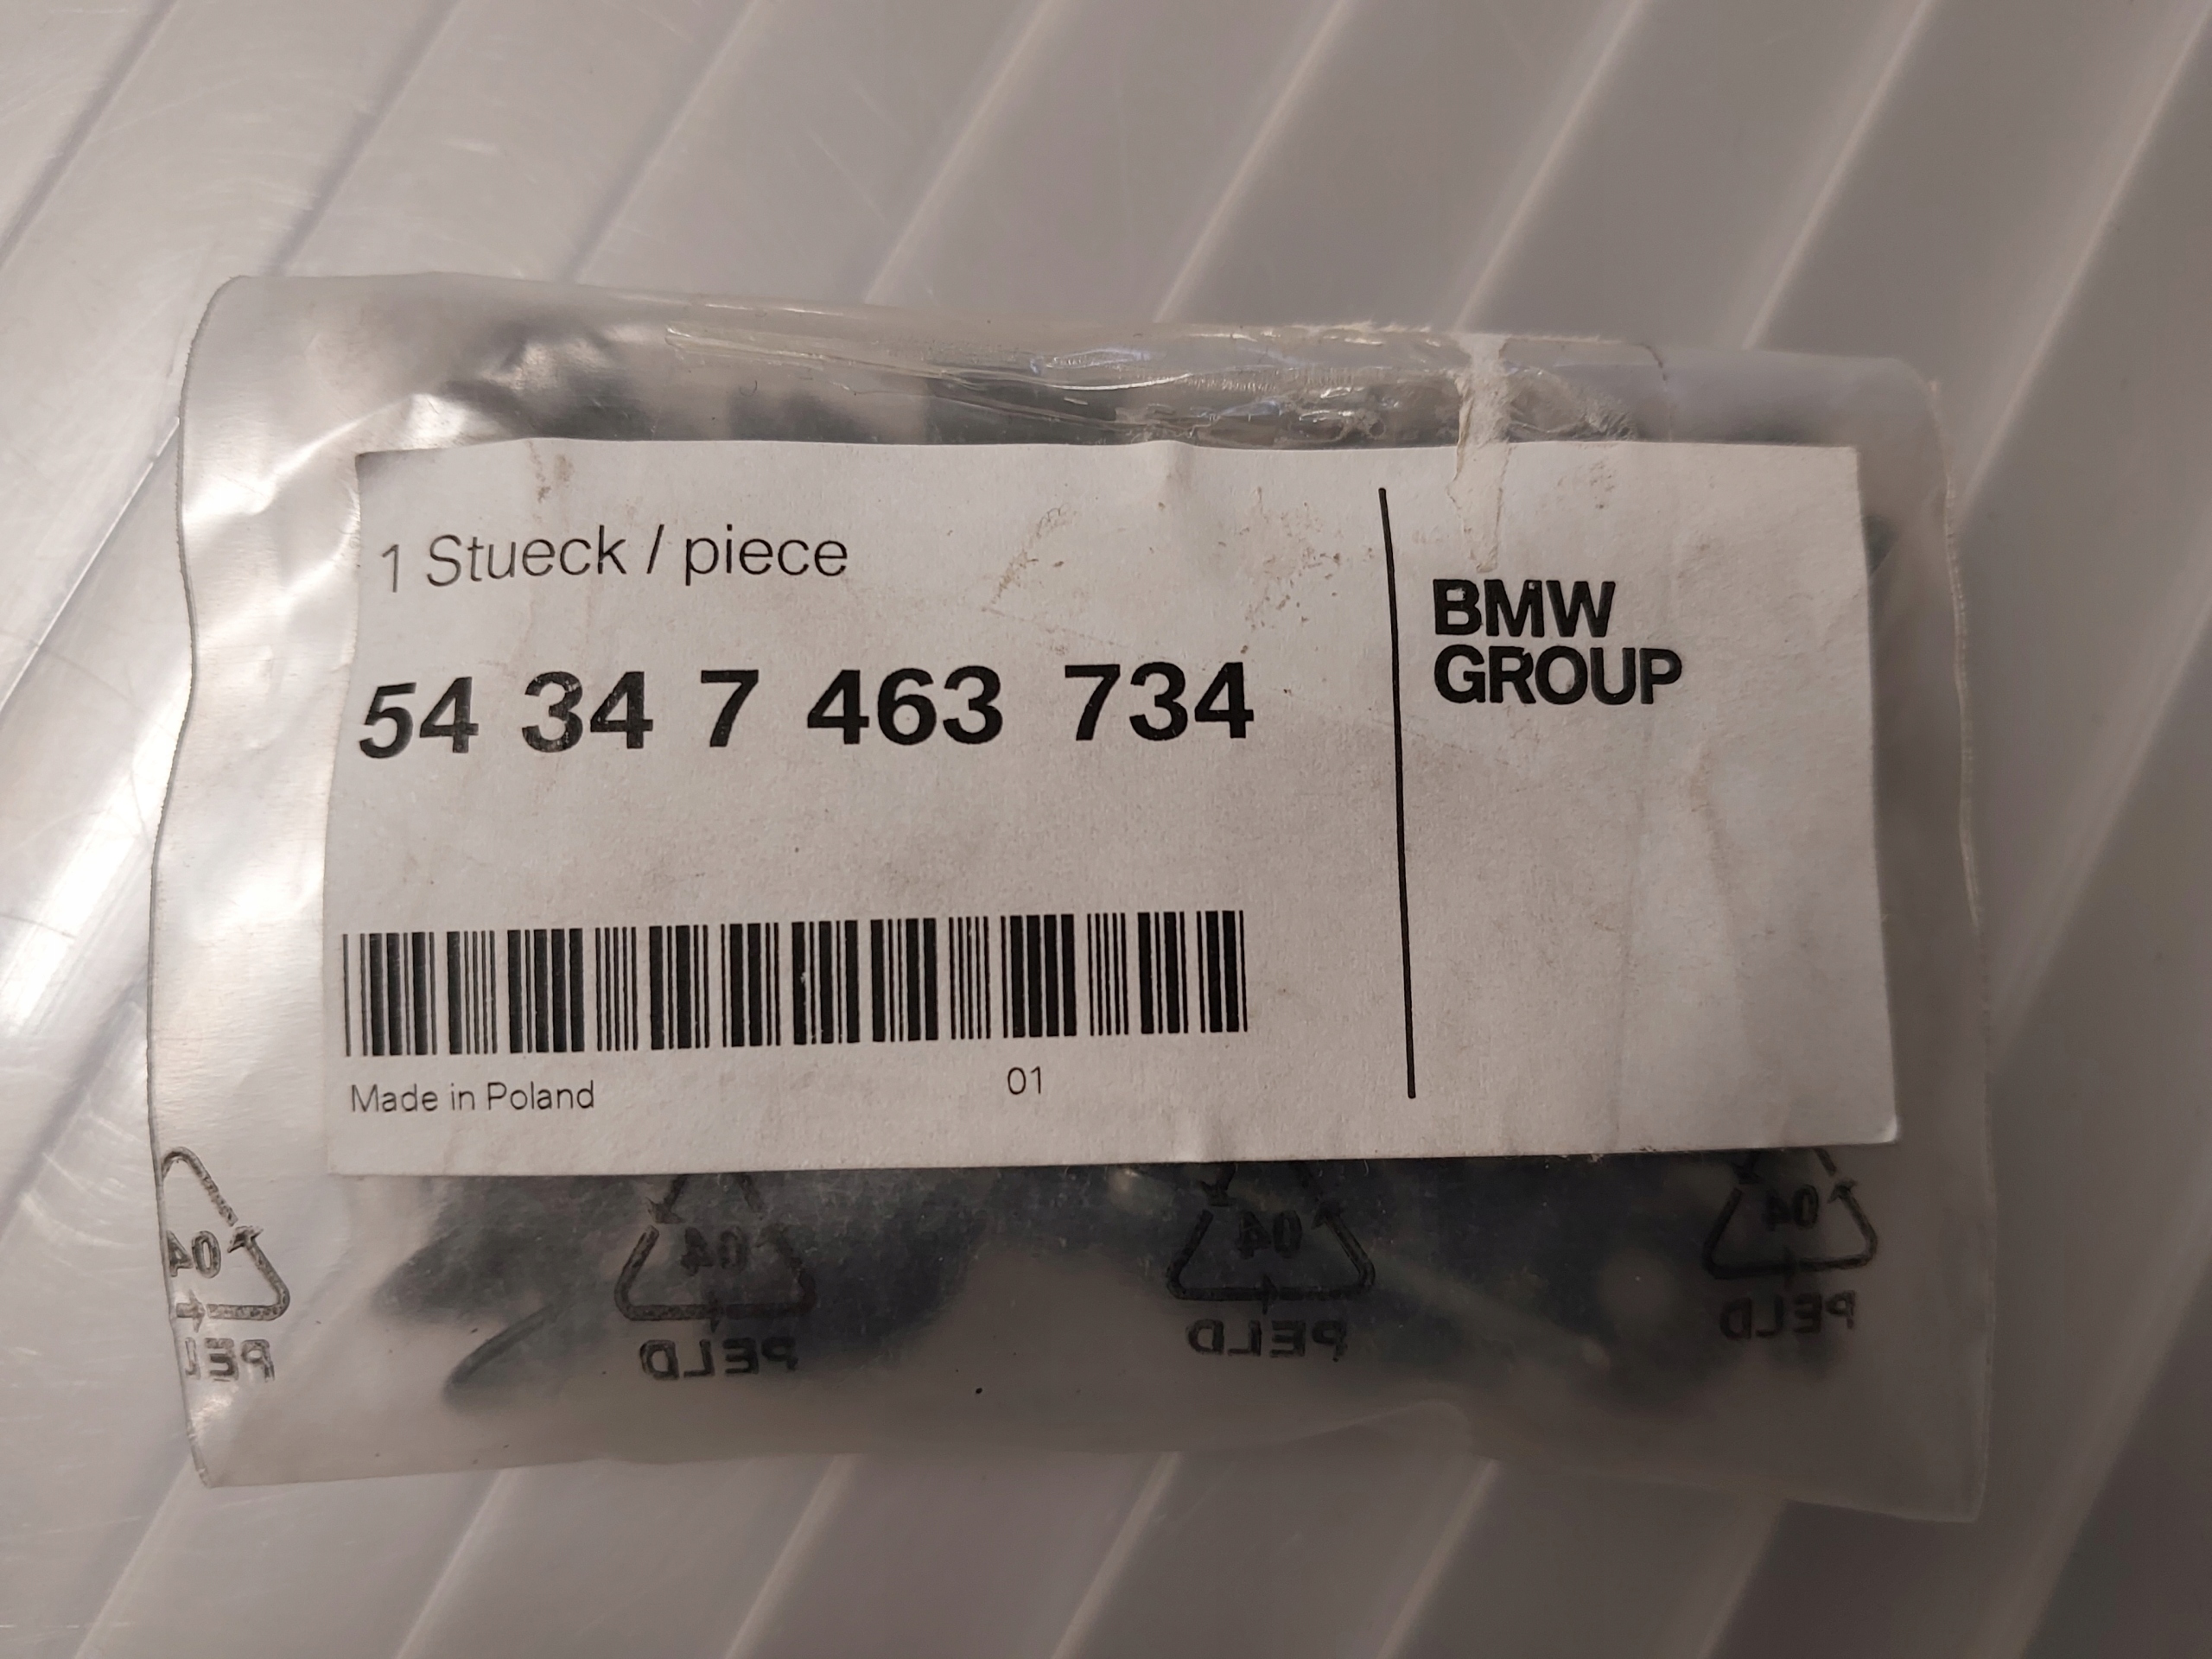 1 Stueck / piece
54 34 7 463 734
BMW
GROUP
Made in Poland
01
04
PEL
04
PELD
04
PELD
04
PELD